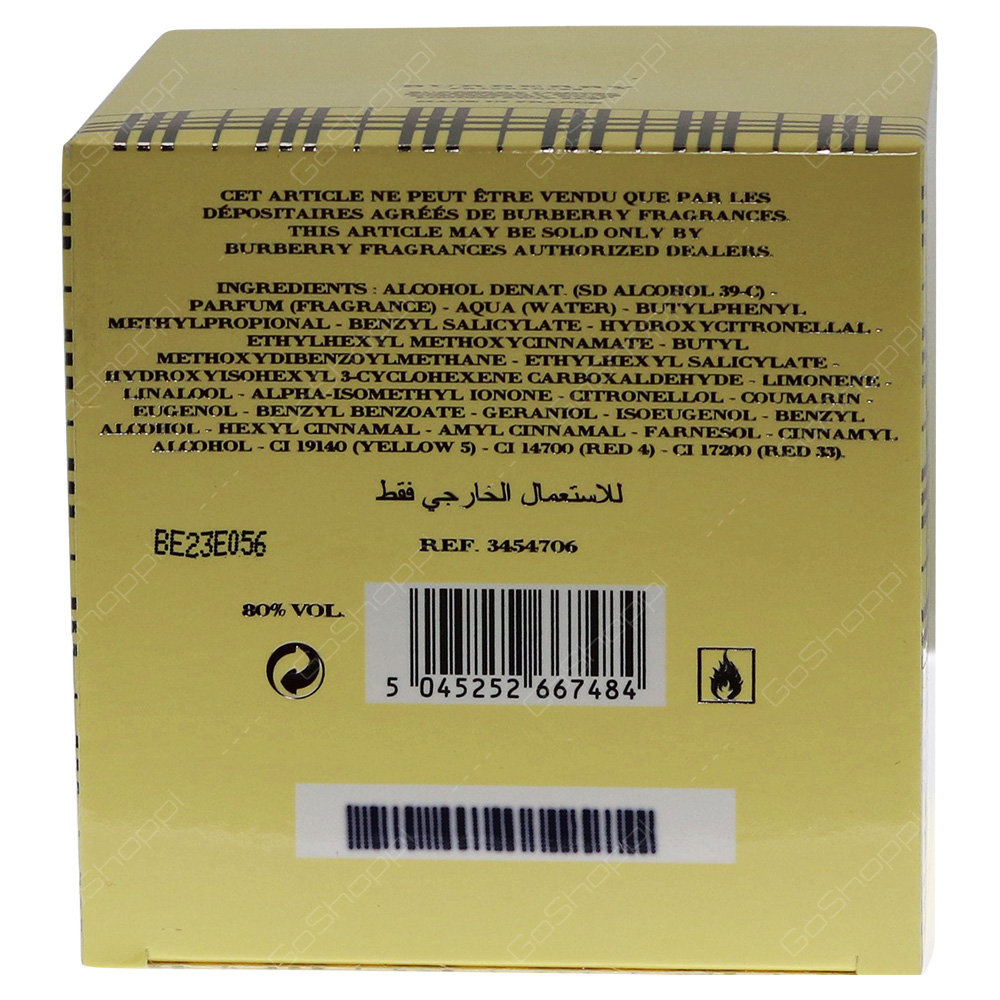 BURBERRY
CET ARTICLE NE PEUT ÊTRE VENDU QUE PAR LES
DÉPOSITAIRES AGRÉÉS DE BURBERRY FRAGRANCES.
THIS ARTICLE MAY BE SOLD ONLY BY
BURBERRY FRAGRANCES AUTHORIZED DEALERS.
INGREDIENTS : ALCOHOL DENAT. (SD ALCOHOL 39-C) -
PARFUM (FRAGRANCE) - AQUA (WATER) - BUTYLPHENYL
METHYLPROPIONAL - BENZYL SALICYLATE - HYDROXYCITRONELLAL -
ETHYLHEXYL METHOXYCINNAMATE - BUTYL
METHOXYDIBENZOYLMETHANE - ETHYLHEXYL SALICYLATE -
HYDROXYISOHEXYL 3-CYCLOHEXENE CARBOXALDEHYDE - LIMONENE -
LINALOOL - ALPHA-ISOMETHYL IONONE - CITRONELLOL - COUMARIN -
EUGENOL - BENZYL BENZOATE - GERANIOL - ISOEUGENOL - BENZYL
ALCOHOL - HEXYL CINNAMAL - AMYL CINNAMAL - FARNESOL - CINNAMYL
ALCOHOL - CI 19140 (YELLOW 5) - CI 14700 (RED 4) - CI 17200 (RED 33).
للاستعمال الخارجي فقط
BE23E056 REF. 3454706
80% VOL.
5 045252 667484
GoShoppi